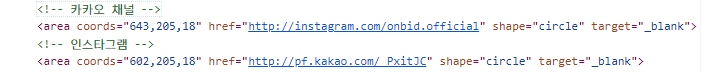 <!-- 카카오 채널 -->
<area coords="643,205,18" href="http://instagram.com/onbid.official" shape="circle" target="_blank">
<!-- 인스타그램 -->
<area coords="602,205,18" href="http://pf.kakao.com/_PxitJC" shape="circle" target="_blank">